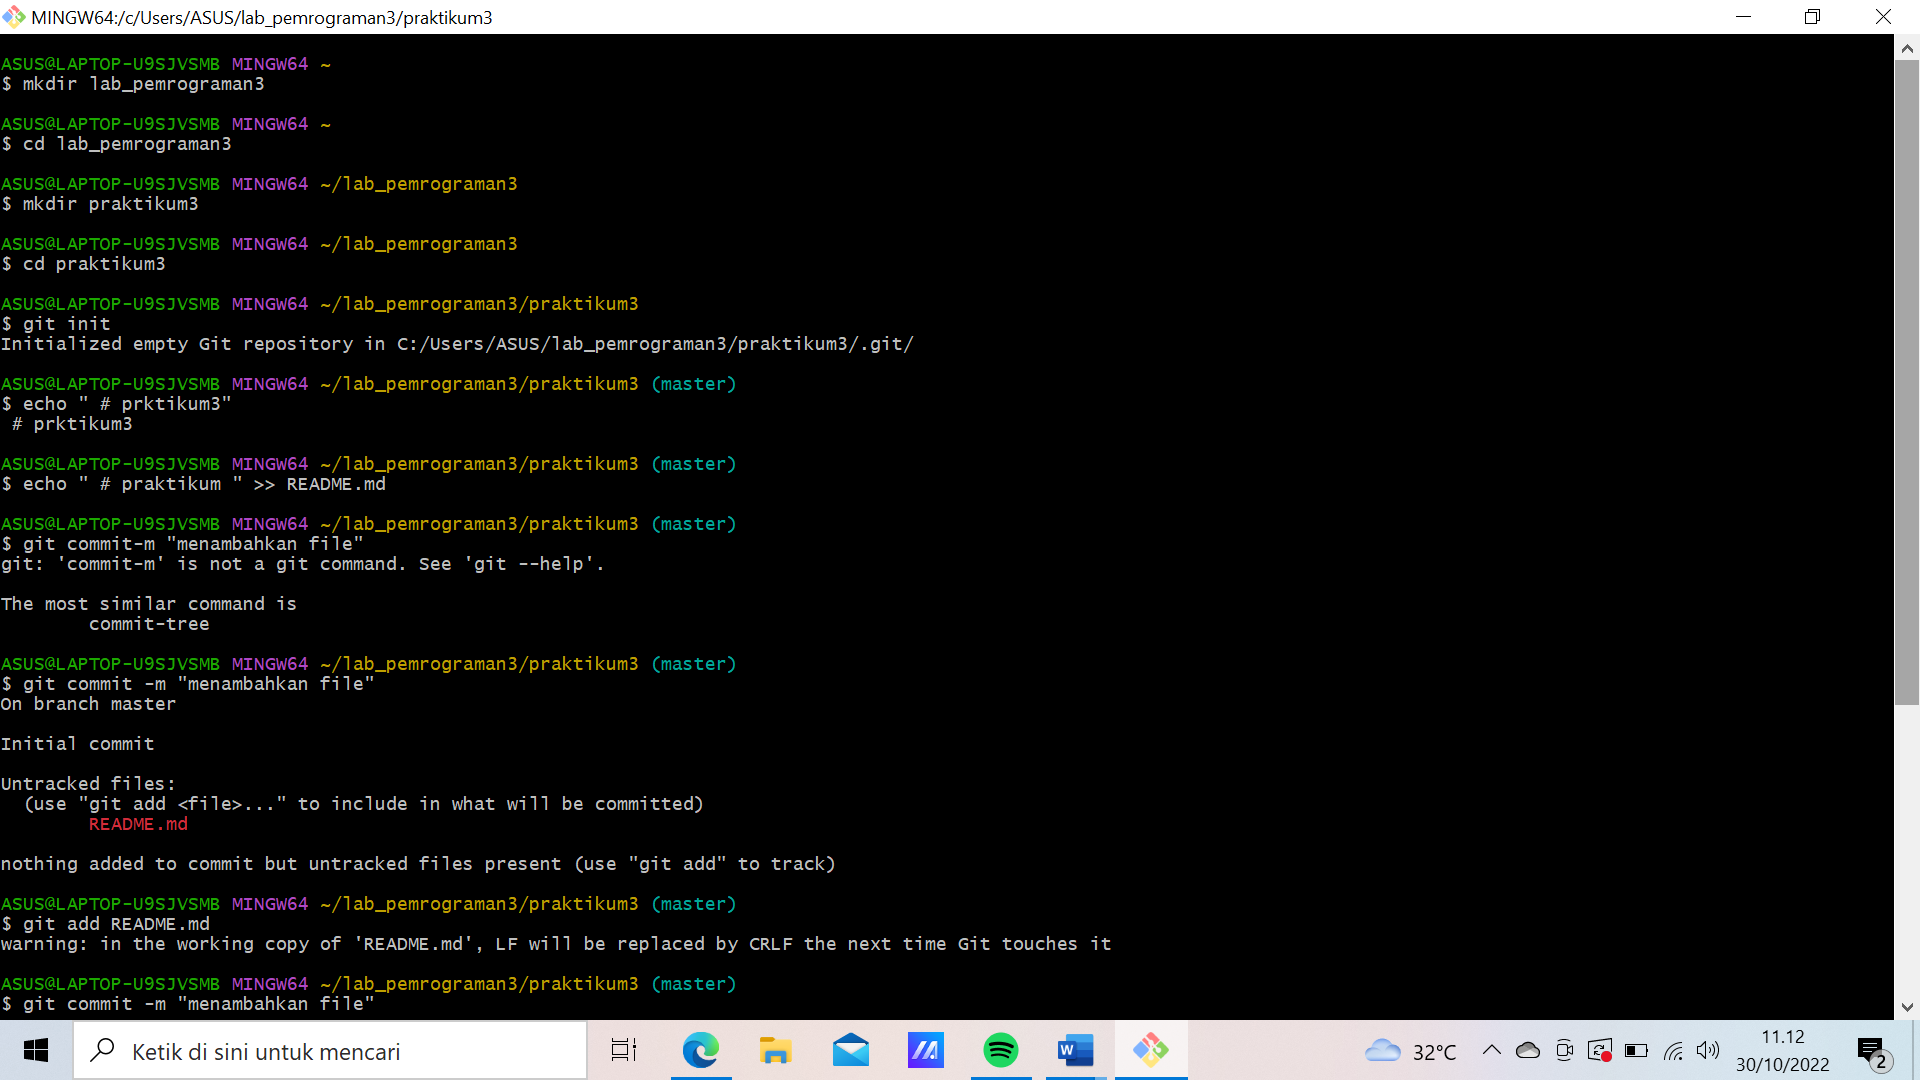 MINGW64:/c/Users/ASUS/lab_pemrograman3/praktikum3
ASUS@LAPTOP-U9SJVSMB MINGW64 ~
$ mkdir lab_pemrograman3
ASUS@LAPTOP-U9SJVSMB MINGW64 ~
$ cd lab_pemrograman3
ASUS@LAPTOP-U9SJVSMB MINGW64 ~/lab_pemrograman3
$ mkdir praktikum3
ASUS@LAPTOP-U9SJVSMB MINGW64 ~/lab_pemrograman3
$ cd praktikum3
ASUS@LAPTOP-U9SJVSMB MINGW64 ~/lab_pemrograman3/praktikum3
$ git init
Initialized empty Git repository in C:/Users/ASUS/lab_pemrograman3/praktikum3/.git/
ASUS@LAPTOP-U9SJVSMB MINGW64 ~/lab_pemrograman3/praktikum3 (master)
$ echo " # prktikum3"
 # prktikum3
ASUS@LAPTOP-U9SJVSMB MINGW64 ~/lab_pemrograman3/praktikum3 (master)
$ echo " # praktikum " >> README.md
ASUS@LAPTOP-U9SJVSMB MINGW64 ~/lab_pemrograman3/praktikum3 (master)
$ git commit-m "menambahkan file"
git: 'commit-m' is not a git command. See 'git --help'.
The most similar command is
        commit-tree
ASUS@LAPTOP-U9SJVSMB MINGW64 ~/lab_pemrograman3/praktikum3 (master)
$ git commit -m "menambahkan file"
On branch master
Initial commit
Untracked files:
  (use "git add <file>..." to include in what will be committed)
        README.md
nothing added to commit but untracked files present (use "git add" to track)
ASUS@LAPTOP-U9SJVSMB MINGW64 ~/lab_pemrograman3/praktikum3 (master)
$ git add README.md
warning: in the working copy of 'README.md', LF will be replaced by CRLF the next time Git touches it
ASUS@LAPTOP-U9SJVSMB MINGW64 ~/lab_pemrograman3/praktikum3 (master)
$ git commit -m "menambahkan file"
Ketik di sini untuk mencari
W
32°C
11.12
30/10/2022
2